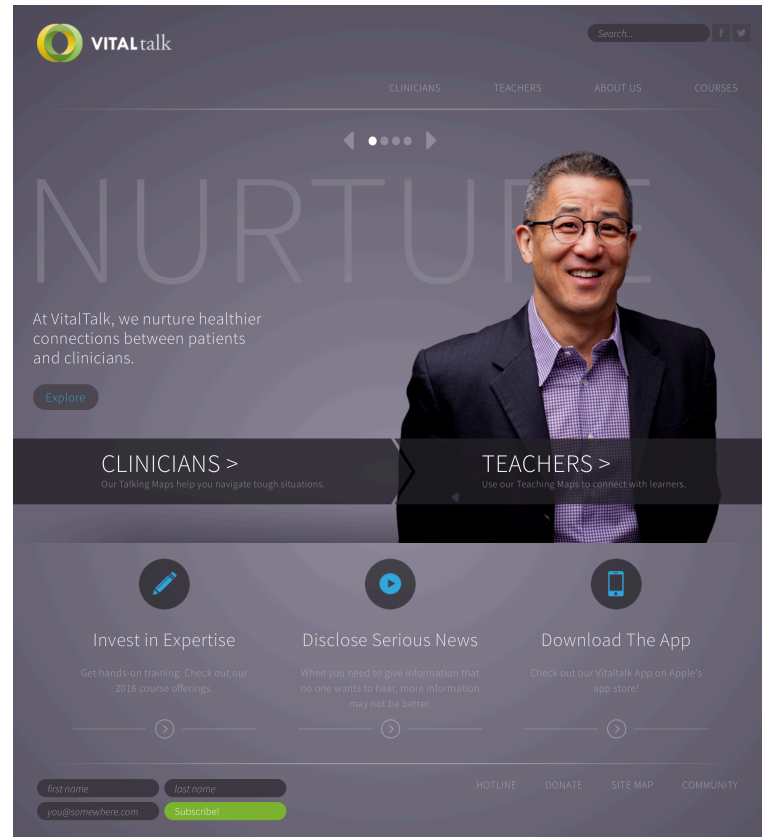 VITALtalk
Search...
CLINICIANS
TEACHERS
ABOUT US
COURSES
NURTURE
At VitalTalk, we nurture healthier
connections between patients
and clinicians.
Explore
CLINICIANS >
Our Talking Maps help you navigate tough situations.
TEACHERS >
Use our Teaching Maps to connect with learners.
Invest in Expertise
Get hands-on training. Check out our
2016 course offerings.
Disclose Serious News
When you need to give information that
no one wants to hear, more information
may not be better.
Download The App
Check out our Vitaltalk App on Apple's
app store!
first name
last name
you@somewhere.com
Subscribe!
HOTLINE
DONATE
SITE MAP
COMMUNITY